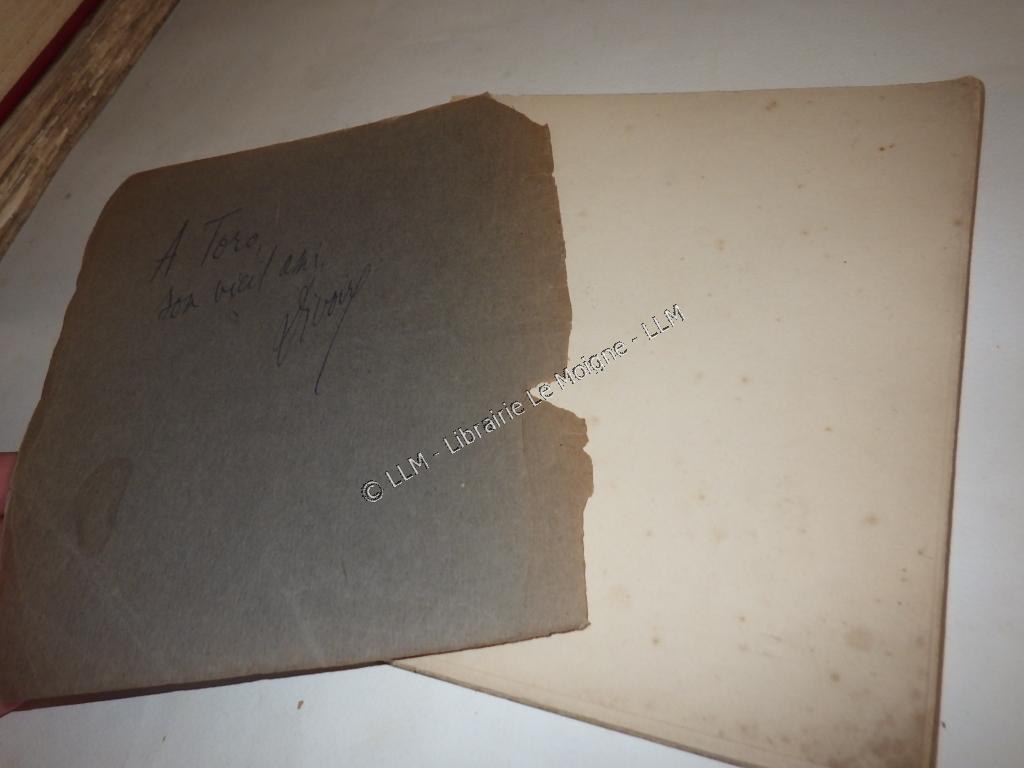 A Toro,
son vieil ami,
© LLM - Librairie Le Moigne - LLM